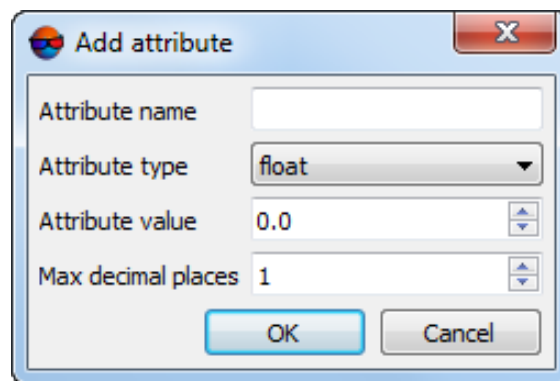 Add attribute
Attribute name
Attribute type float
Attribute value 0.0
Max decimal places 1
OK Cancel